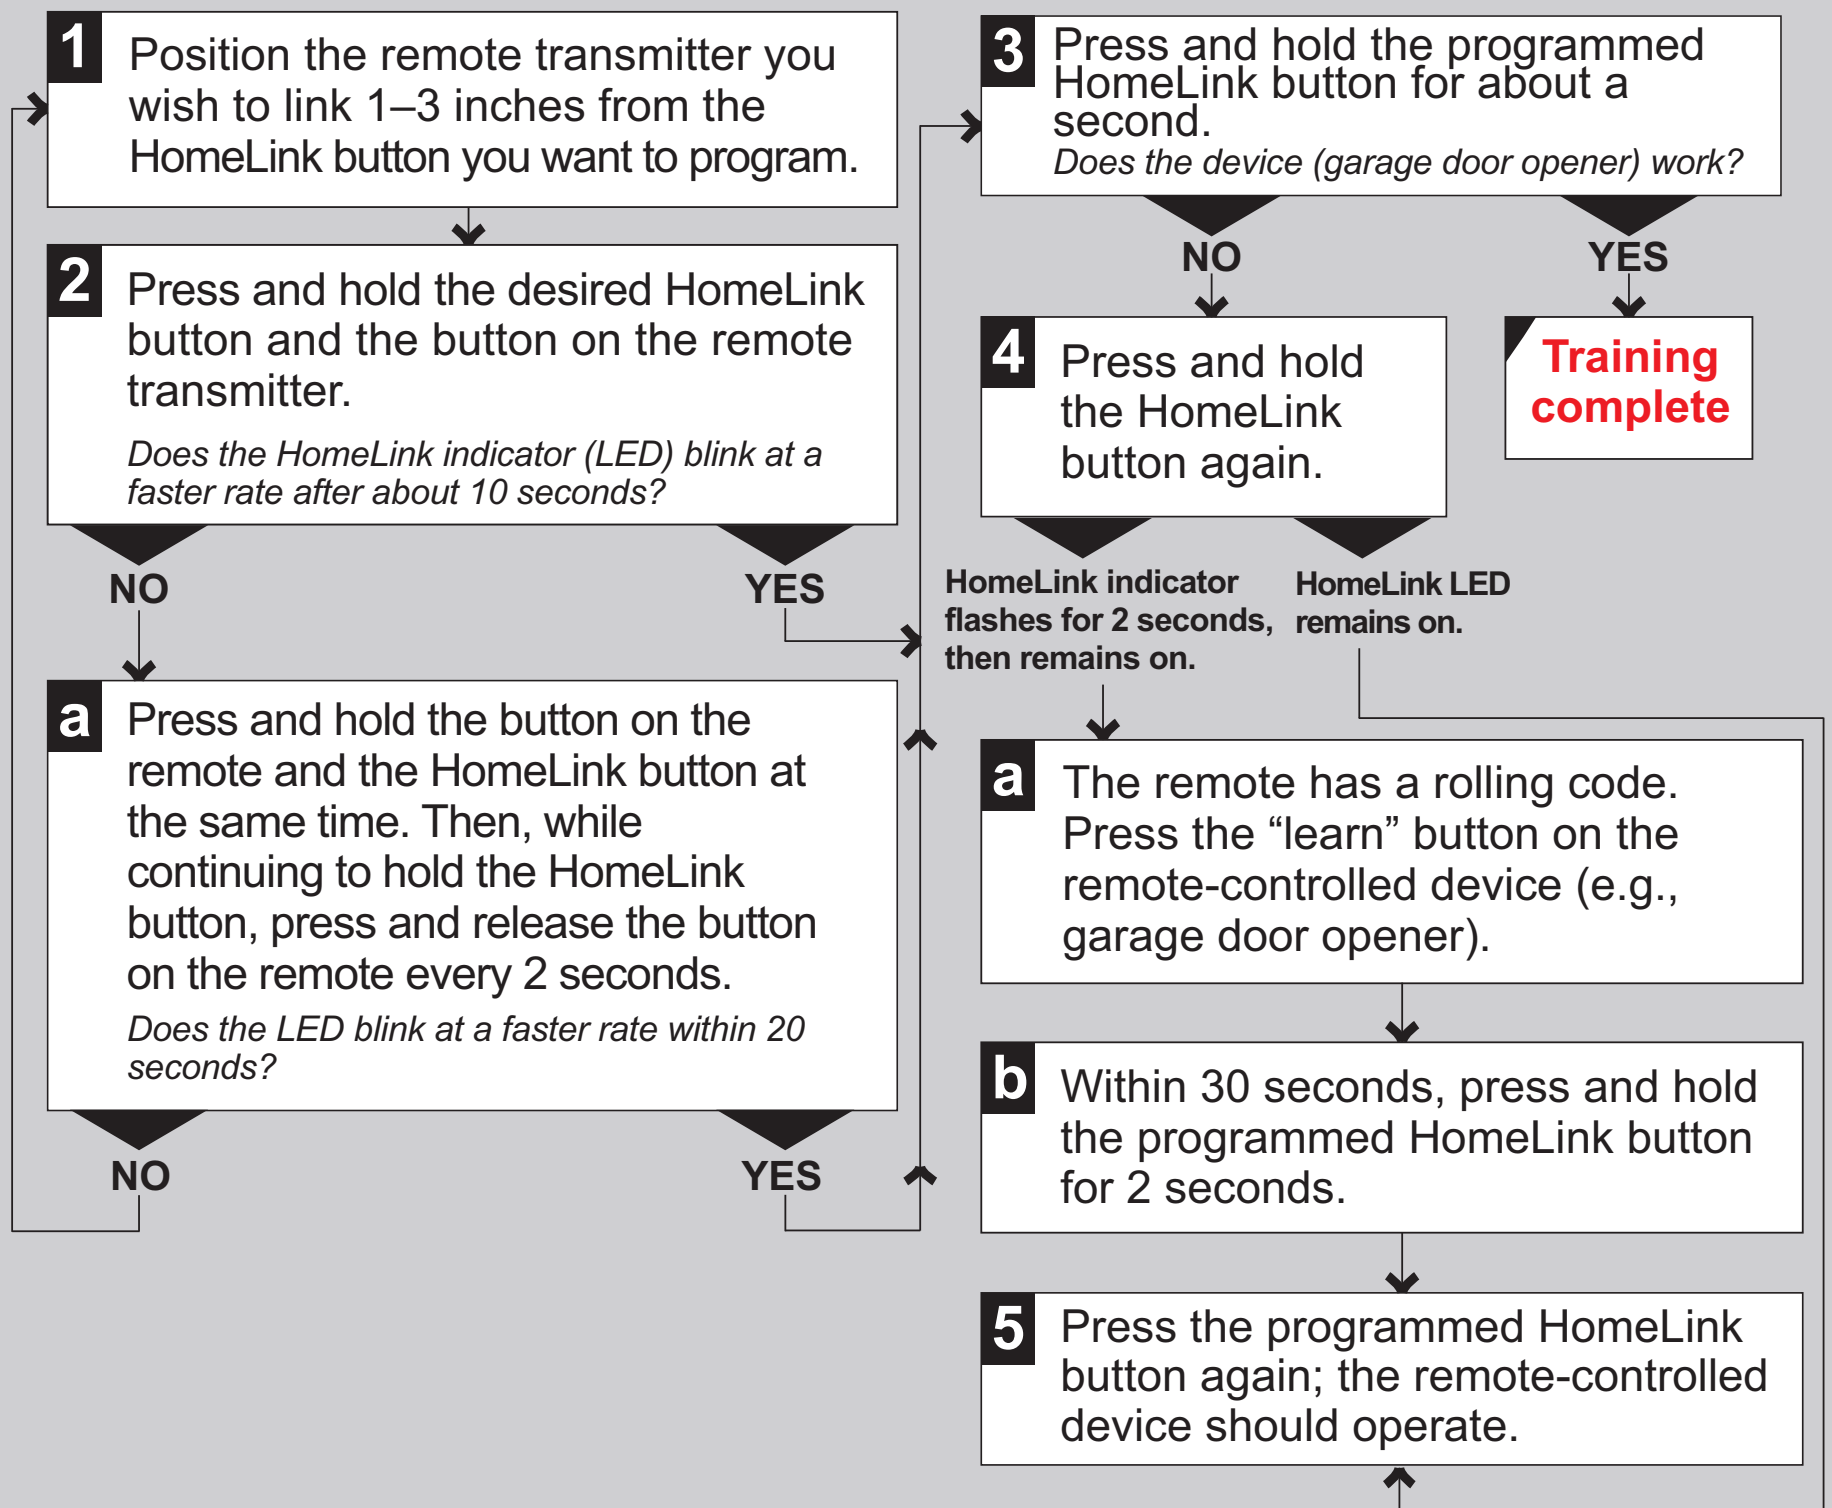 1
Position the remote transmitter you
wish to link 1–3 inches from the
HomeLink button you want to program.
2
Press and hold the desired HomeLink
button and the button on the remote
transmitter.
Does the HomeLink indicator (LED) blink at a
faster rate after about 10 seconds?
NO
YES
a
Press and hold the button on the
remote and the HomeLink button at
the same time. Then, while
continuing to hold the HomeLink
button, press and release the button
on the remote every 2 seconds.
Does the LED blink at a faster rate within 20
seconds?
NO
YES
3
Press and hold the programmed
HomeLink button for about a
second.
Does the device (garage door opener) work?
NO
YES
4
Press and hold
the HomeLink
button again.
Training
complete
HomeLink indicator
flashes for 2 seconds,
then remains on.
HomeLink LED
remains on.
a
The remote has a rolling code.
Press the “learn” button on the
remote-controlled device (e.g.,
garage door opener).
b
Within 30 seconds, press and hold
the programmed HomeLink button
for 2 seconds.
5
Press the programmed HomeLink
button again; the remote-controlled
device should operate.